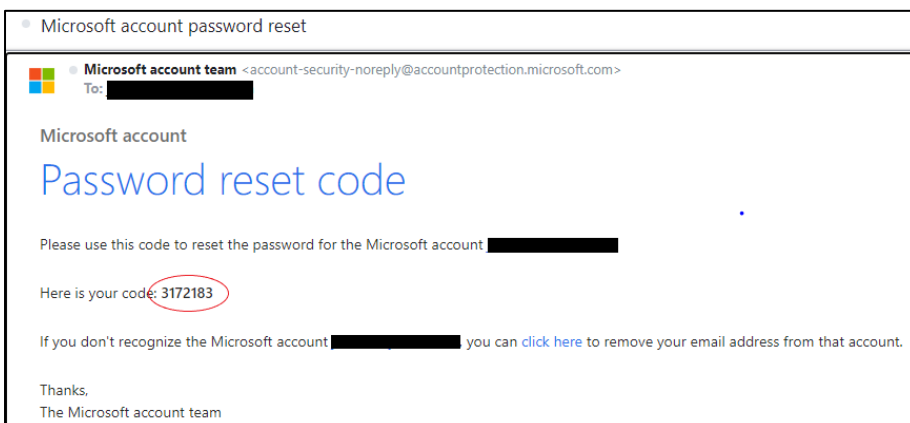 Microsoft account password reset
Microsoft account team <account-security-noreply@accountprotection.microsoft.com>
To:
Microsoft account
Password reset code
Please use this code to reset the password for the Microsoft account
Here is your code: 3172183
If you don't recognize the Microsoft account , you can click here to remove your email address from that account.
Thanks,
The Microsoft account team